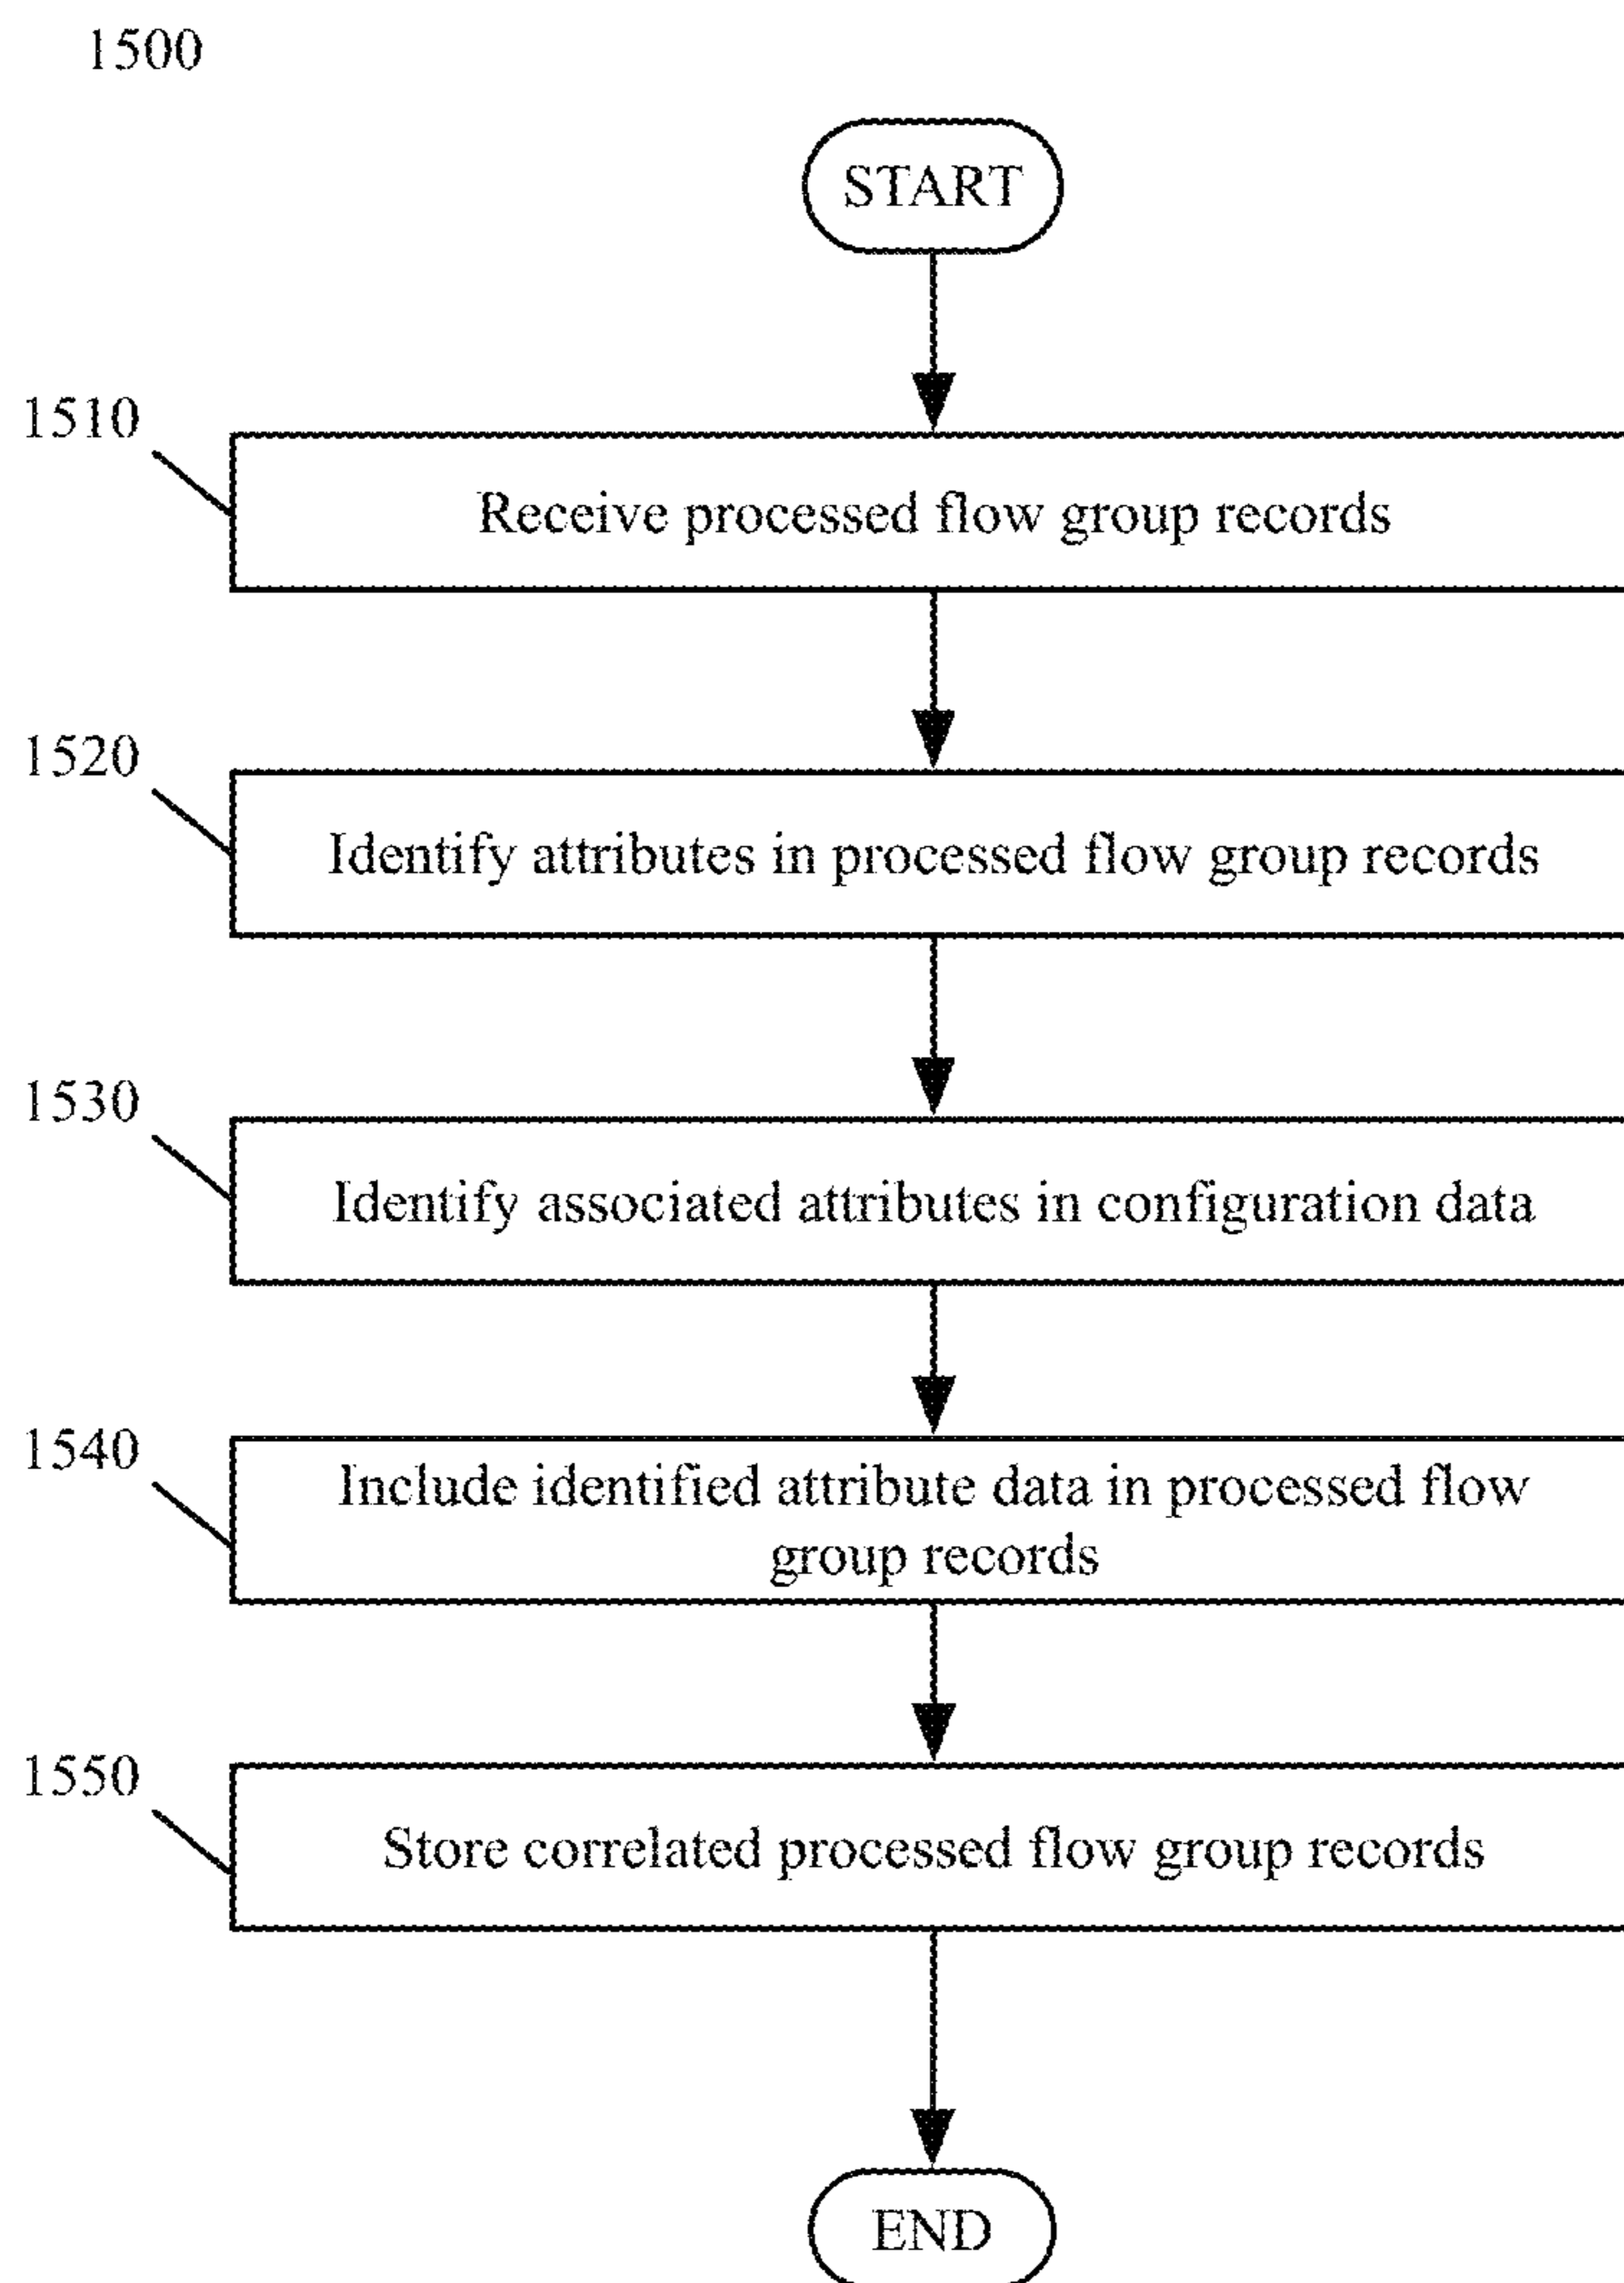 1500
START
1510
Receive processed flow group records
1520
Identify attributes in processed flow group records
1530
Identify associated attributes in configuration data
1540
Include identified attribute data in processed flow
group records
1550
Store correlated processed flow group records
END